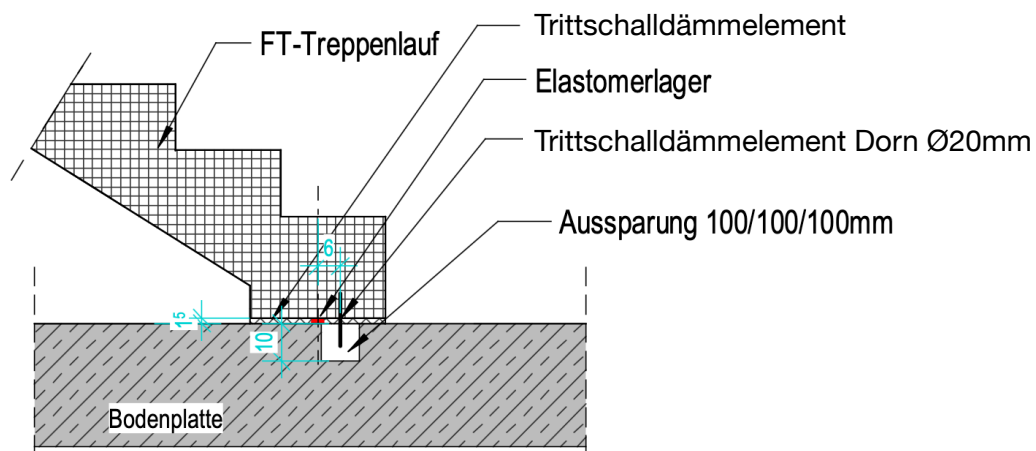 Trittschalldämmelement
FT-Treppenlauf
Elastomerlager
Trittschalldämmelement Dorn Ø20mm
Aussparung 100/100/100mm
6
1⁵
10
Bodenplatte